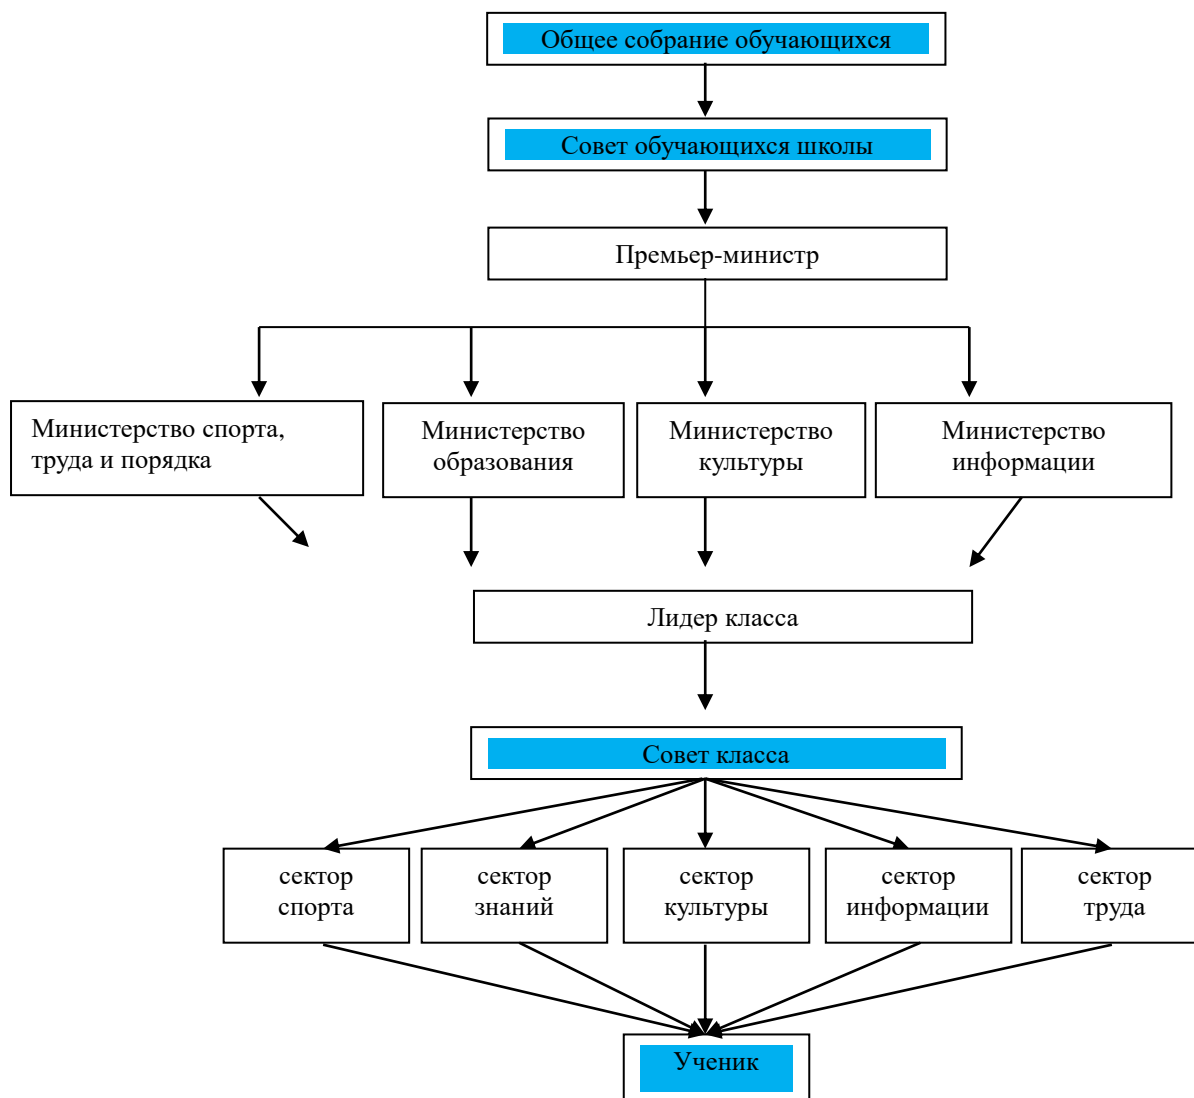 Общее собрание обучающихся
Совет обучающихся школы
Премьер-министр
Министерство спорта,
труда и порядка
Министерство
образования
Министерство
культуры
Министерство
информации
Лидер класса
Совет класса
сектор
спорта
сектор
знаний
сектор
культуры
сектор
информации
сектор
труда
Ученик